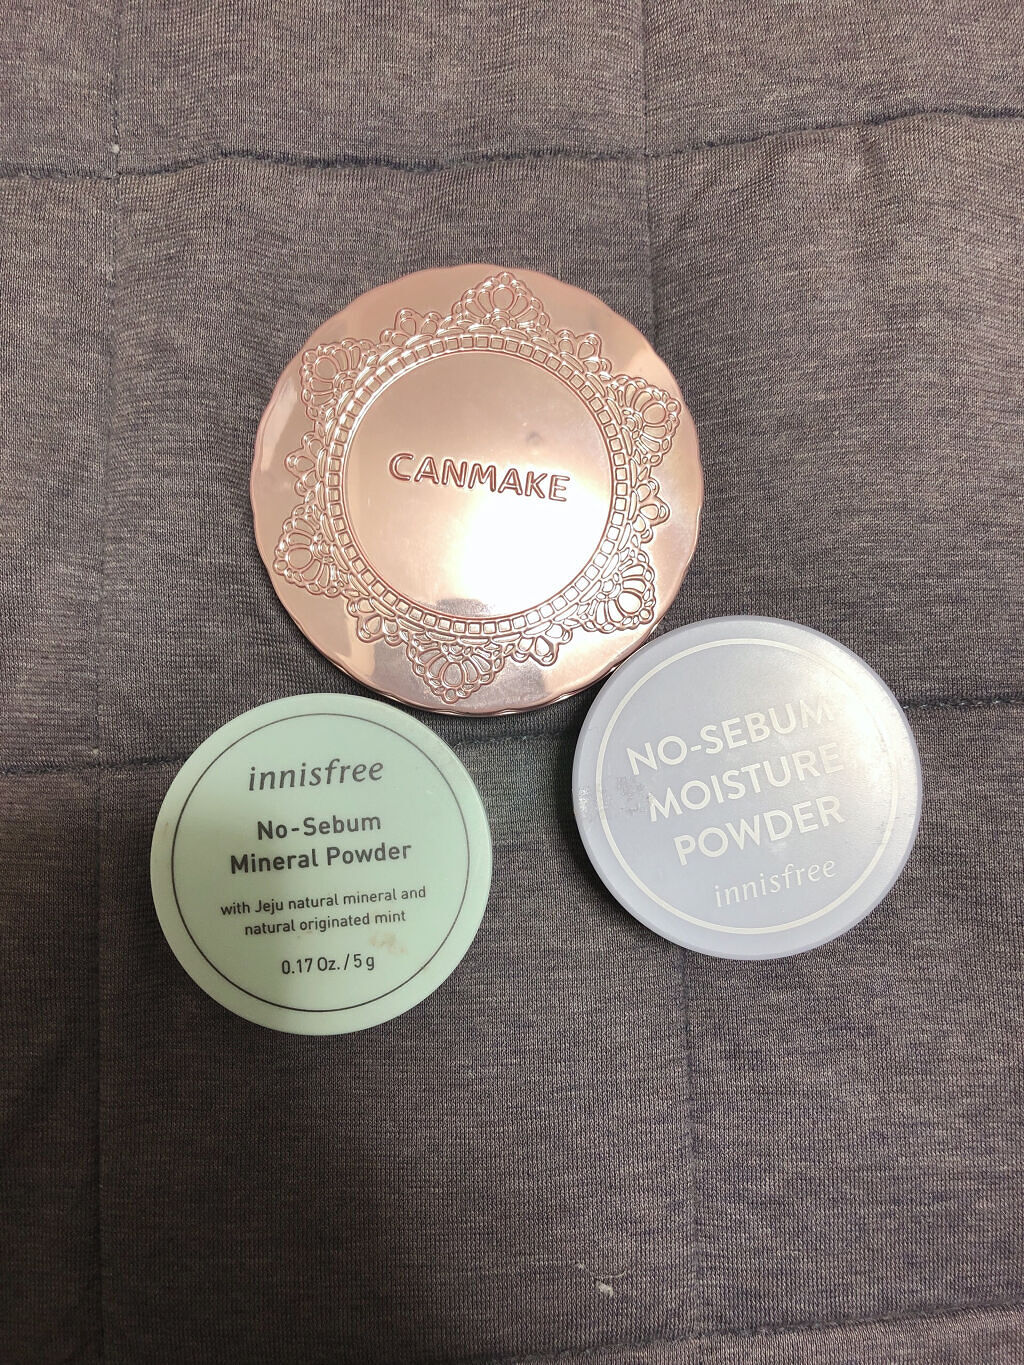 CANMAKE
innisfree
No-Sebum
Mineral Powder
with Jeju natural mineral and
natural originated mint
0.17 Oz. / 5 g
NO-SEBUM
MOISTURE
POWDER
innisfree